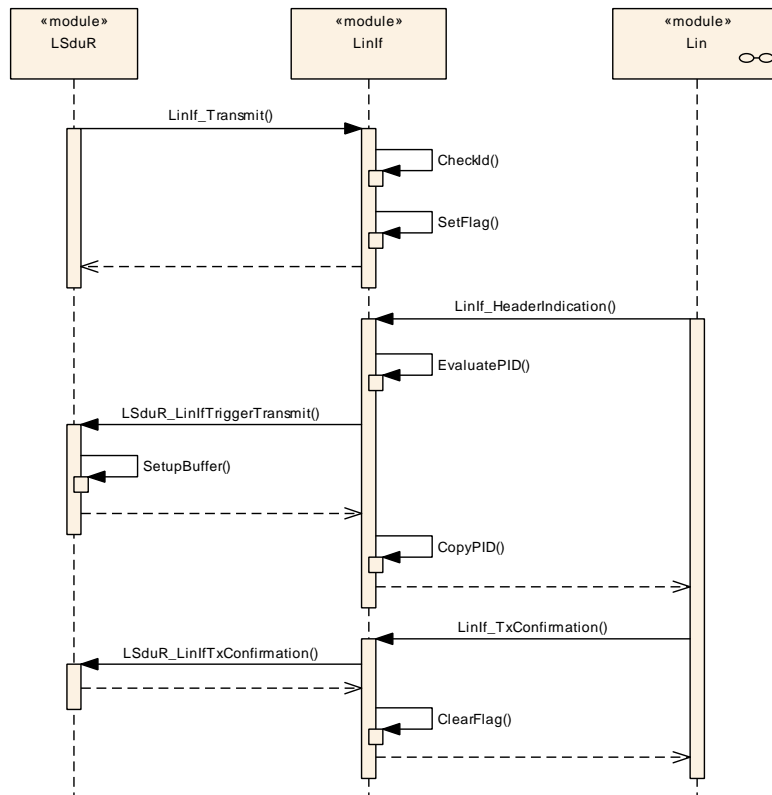 «module»
LSduR
«module»
LinIf
«module»
Lin
LinIf_Transmit()
CheckId()
SetFlag()
LinIf_HeaderIndication()
EvaluatePID()
LSduR_LinIfTriggerTransmit()
SetupBuffer()
CopyPID()
LinIf_TxConfirmation()
LSduR_LinIfTxConfirmation()
ClearFlag()